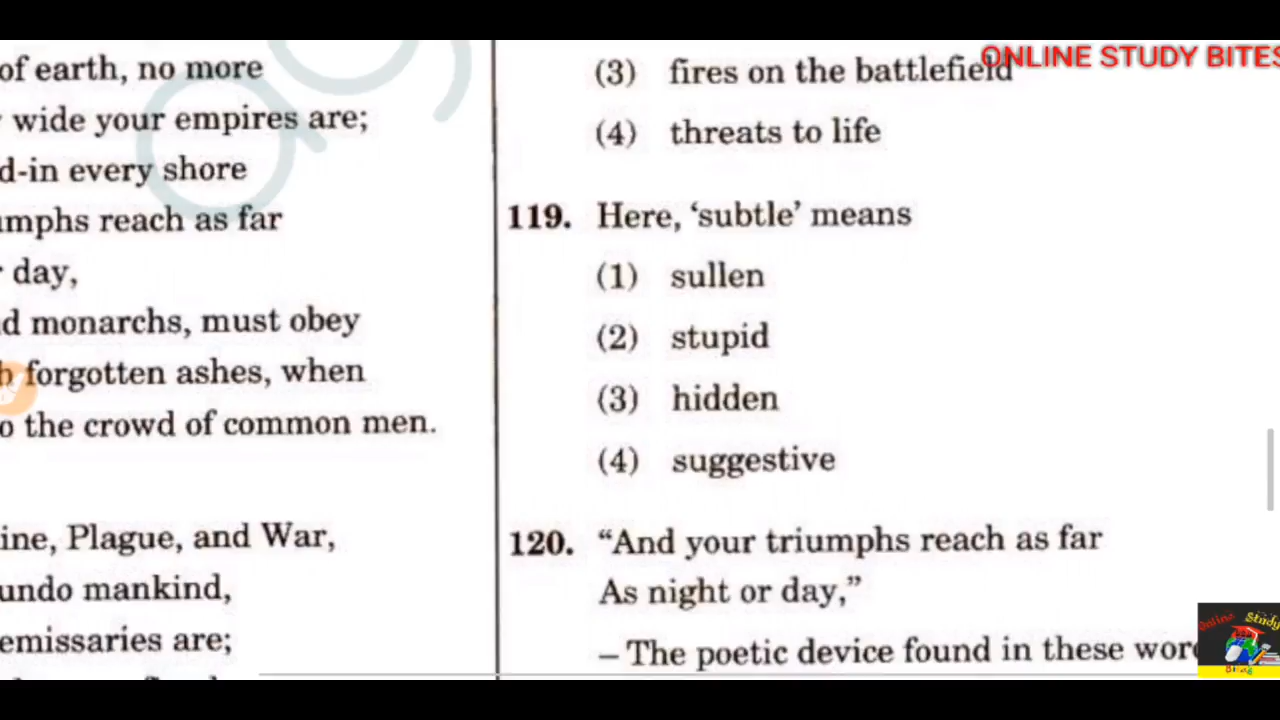 of earth, no more
wide your empires are;
d-in every shore
umphs reach as far
day,
d monarchs, must obey
forgotten ashes, when
o the crowd of common men.
ine, Plague, and War,
undo mankind,
emissaries are;
ONLINE STUDY BITES
(3) fires on the battlefield
(4) threats to life
119. Here, ‘subtle’ means
(1) sullen
(2) stupid
(3) hidden
(4) suggestive
120. “And your triumphs reach as far
As night or day,”
– The poetic device found in these wor
Online Study
Bites